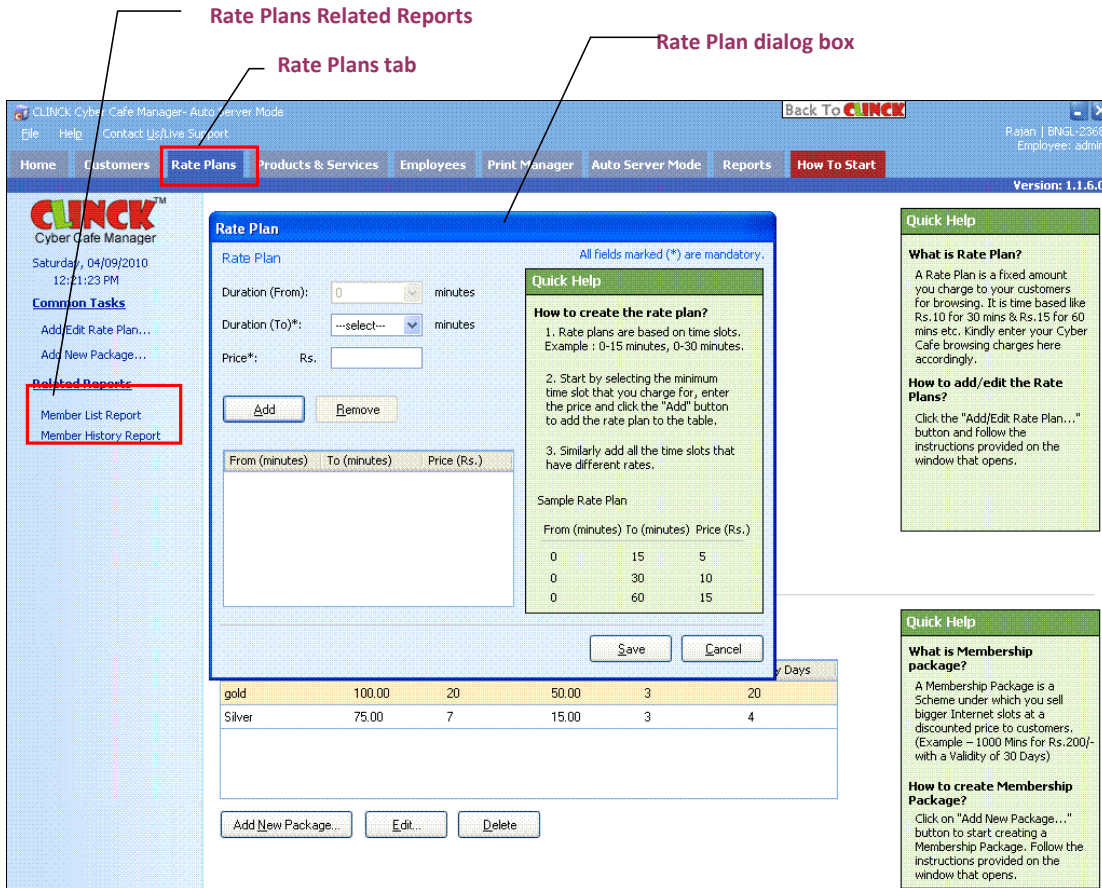 Rate Plans Related Reports
Rate Plan dialog box
Rate Plans tab
CLINCK Cyber Cafe Manager- Auto Server Mode
Back To CLINCK
File Help Contact Us/Live Support
Rajan | BNGL-2368
Employee: admin
Home Customers Rate Plans Products & Services Employees Print Manager Auto Server Mode Reports How To Start
Version: 1.1.6.0
CLINCK TM
Cyber Cafe Manager
Saturday, 04/09/2010
12:21:23 PM
Common Tasks
Add/Edit Rate Plan...
Add New Package...
Related Reports
Member List Report
Member History Report
Rate Plan
Rate Plan
All fields marked (*) are mandatory.
Duration (From): 0 minutes
Duration (To)*: ---select--- minutes
Price*: Rs.
Add Remove
From (minutes) To (minutes) Price (Rs.)
Quick Help
How to create the rate plan?
1. Rate plans are based on time slots.
Example : 0-15 minutes, 0-30 minutes.
2. Start by selecting the minimum
time slot that you charge for, enter
the price and click the "Add" button
to add the rate plan to the table.
3. Similarly add all the time slots that
have different rates.
Sample Rate Plan
From (minutes) To (minutes) Price (Rs.)
0 15 5
0 30 10
0 60 15
Save Cancel
y Days
gold 100.00 20 50.00 3 20
Silver 75.00 7 15.00 3 4
Add New Package... Edit... Delete
Quick Help
What is Rate Plan?
A Rate Plan is a fixed amount
you charge to your customers
for browsing. It is time based like
Rs.10 for 30 mins & Rs.15 for 60
mins etc. Kindly enter your Cyber
Cafe browsing charges here
accordingly.
How to add/edit the Rate
Plans?
Click the "Add/Edit Rate Plan..."
button and follow the
instructions provided on the
window that opens.
Quick Help
What is Membership
package?
A Membership Package is a
Scheme under which you sell
bigger Internet slots at a
discounted price to customers.
(Example – 1000 Mins for Rs.200/-
with a Validity of 30 Days)
How to create Membership
Package?
Click on "Add New Package..."
button to start creating a
Membership Package. Follow the
instructions provided on the
window that opens.